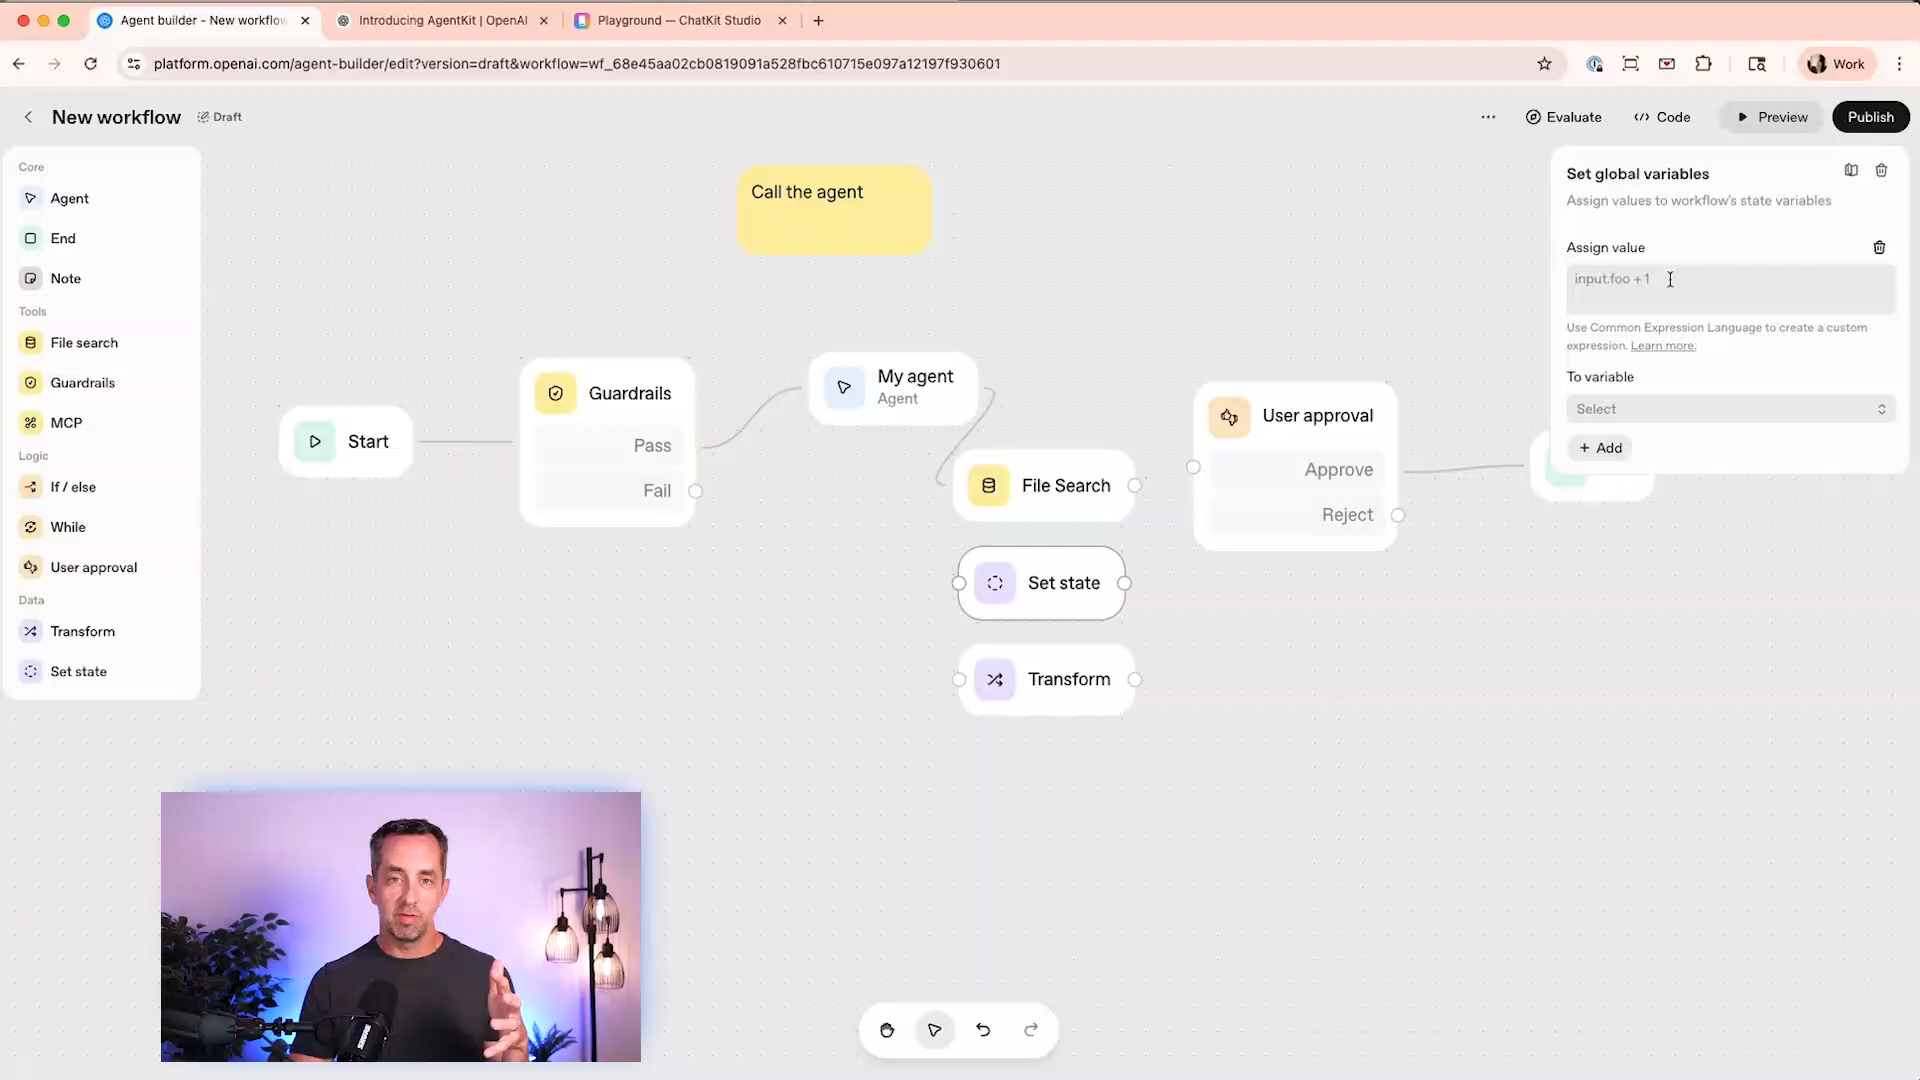 Agent builder - New workflow
Introducing AgentKit | OpenAI
Playground — ChatKit Studio
platform.openai.com/agent-builder/edit?version=draft&workflow=wf_68e45aa02cb0819091a528fbc610715e097a12197f930601
Work
New workflow
Draft
Evaluate
Code
Preview
Publish
Core
Agent
End
Note
Tools
File search
Guardrails
MCP
Logic
If / else
While
User approval
Data
Transform
Set state
Call the agent
Start
Guardrails
Pass
Fail
My agent
Agent
File Search
Set state
Transform
User approval
Approve
Reject
Set global variables
Assign values to workflow's state variables
Assign value
input.foo + 1
Use Common Expression Language to create a custom
expression. Learn more.
To variable
Select
+ Add
SHURE